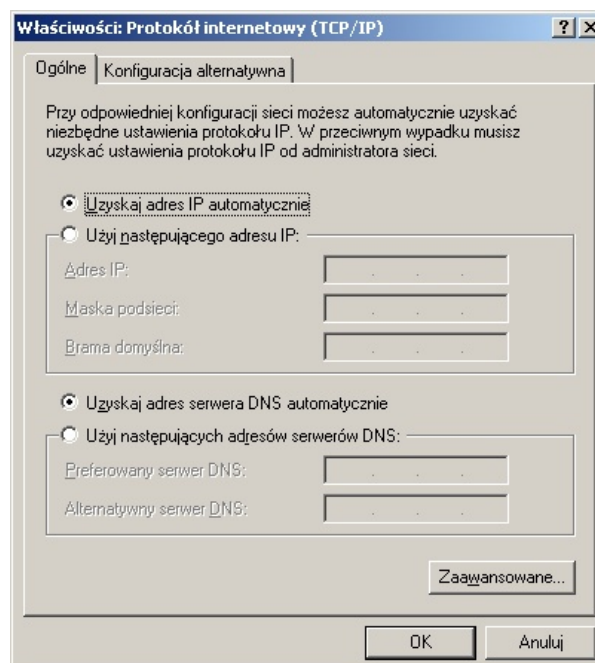 Właściwości: Protokół internetowy (TCP/IP)
Ogólne
Konfiguracja alternatywna
Przy odpowiedniej konfiguracji sieci możesz automatycznie uzyskać
niezbędne ustawienia protokołu IP. W przeciwnym wypadku musisz
uzyskać ustawienia protokołu IP od administratora sieci.
Uzyskaj adres IP automatycznie
Użyj następującego adresu IP:
Adres IP:
Maska podsieci:
Brama domyślna:
Uzyskaj adres serwera DNS automatycznie
Użyj następujących adresów serwerów DNS:
Preferowany serwer DNS:
Alternatywny serwer DNS:
Zaawansowane...
OK
Anuluj